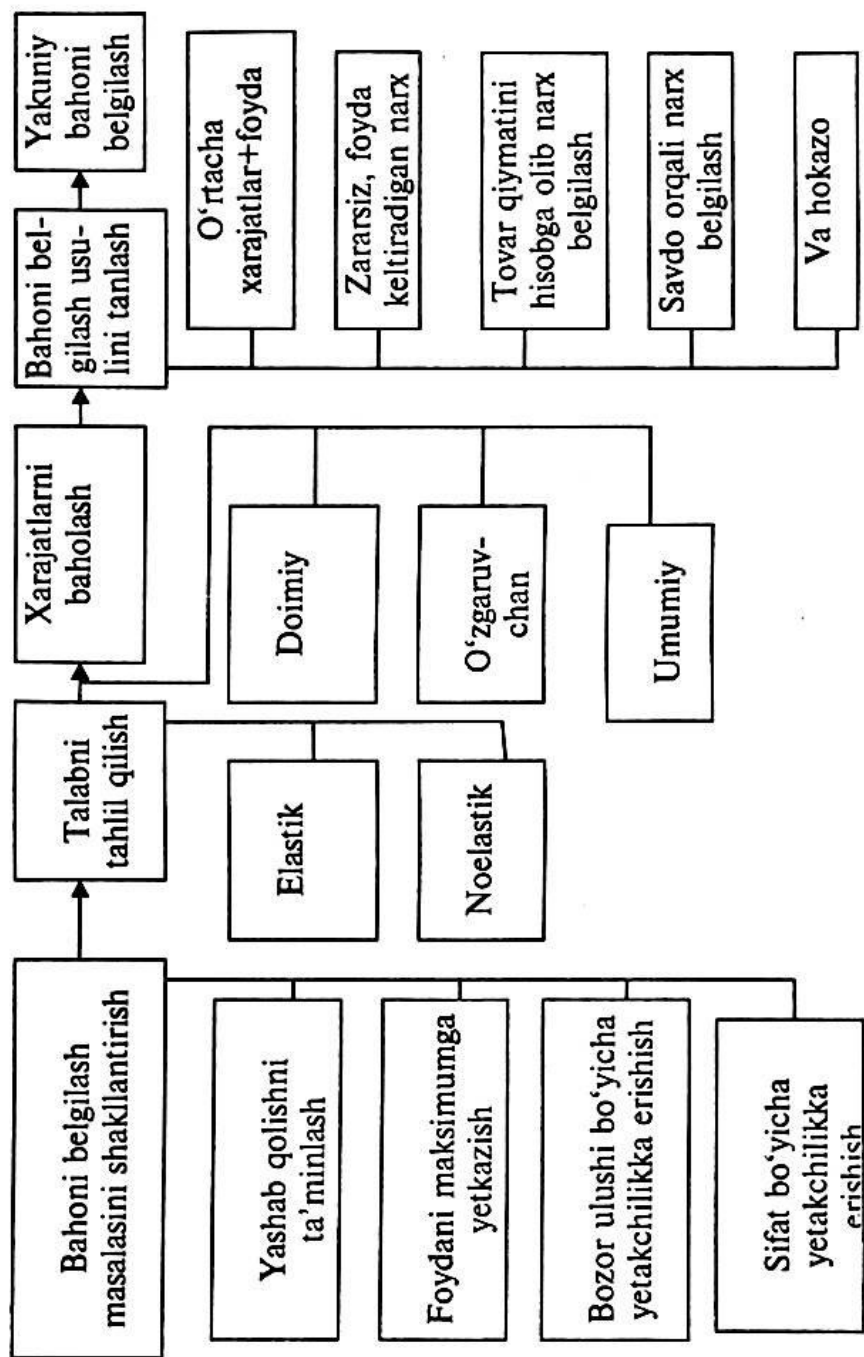 Bahoni belgilash
masalasini shakllantirish
Yashab qolishni
ta’minlash
Foydani maksimumga
yetkazish
Bozor ulushi bo‘yicha
yetakchilikka erishish
Sifat bo‘yicha
yetakchilikka
erishish
Talabni
tahlil qilish
Elastik
Noelastik
Xarajatlarni
baholash
Doimiy
O‘zgaruv-
chan
Umumiy
Bahoni bel-
gilash usu-
lini tanlash
O‘rtacha
xarajatlar+foyda
Zararsiz, foyda
keltiradigan narx
Tovar qiymatini
hisobga olib narx
belgilash
Savdo orqali narx
belgilash
Va hokazo
Yakuniy
bahoni
belgilash